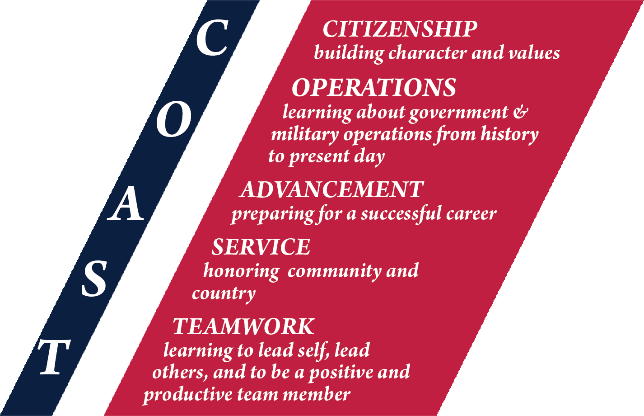 C
CITIZENSHIP
building character and values
O
OPERATIONS
learning about government &
military operations from history
to present day
A
ADVANCEMENT
preparing for a successful career
S
SERVICE
honoring community and
country
T
TEAMWORK
learning to lead self, lead
others, and to be a positive and
productive team member